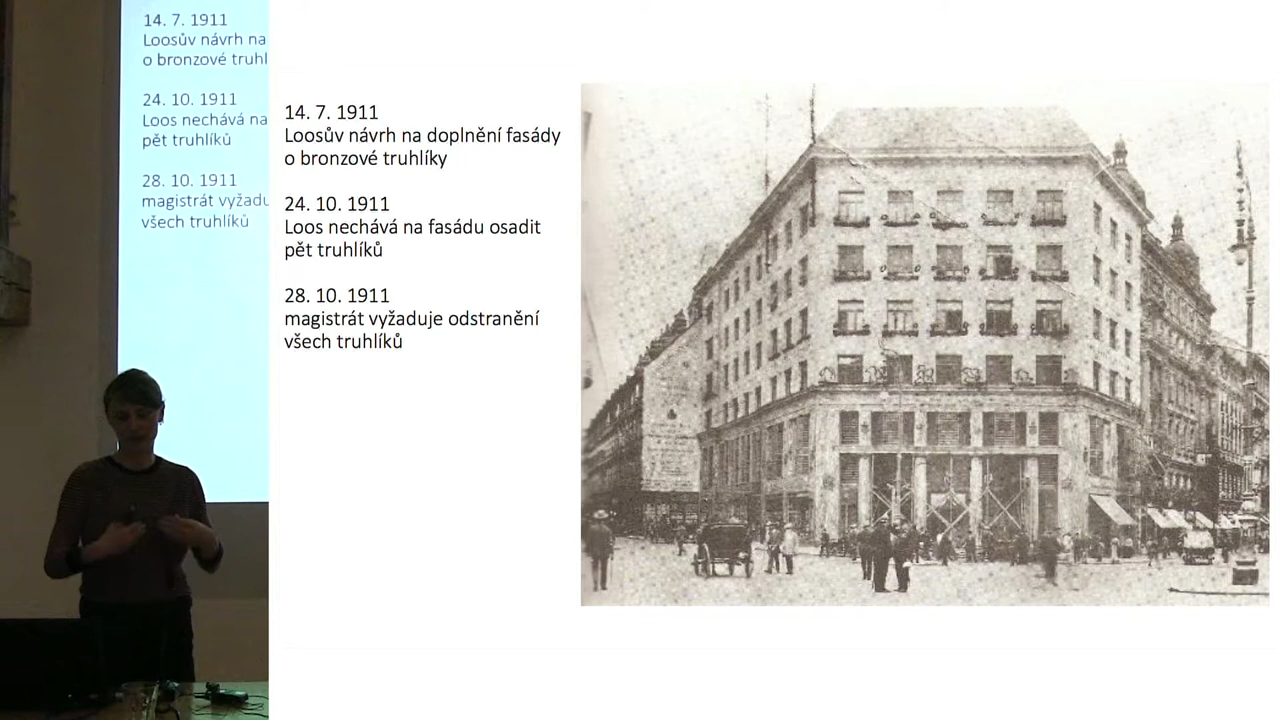 14. 7. 1911
Loosův návrh na
o bronzové truhl
24. 10. 1911
Loos nechává na
pět truhlíků
28. 10. 1911
magistrát vyžadu
všech truhlíků
14. 7. 1911
Loosův návrh na doplnění fasády
o bronzové truhlíky
24. 10. 1911
Loos nechává na fasádu osadit
pět truhlíků
28. 10. 1911
magistrát vyžaduje odstranění
všech truhlíků